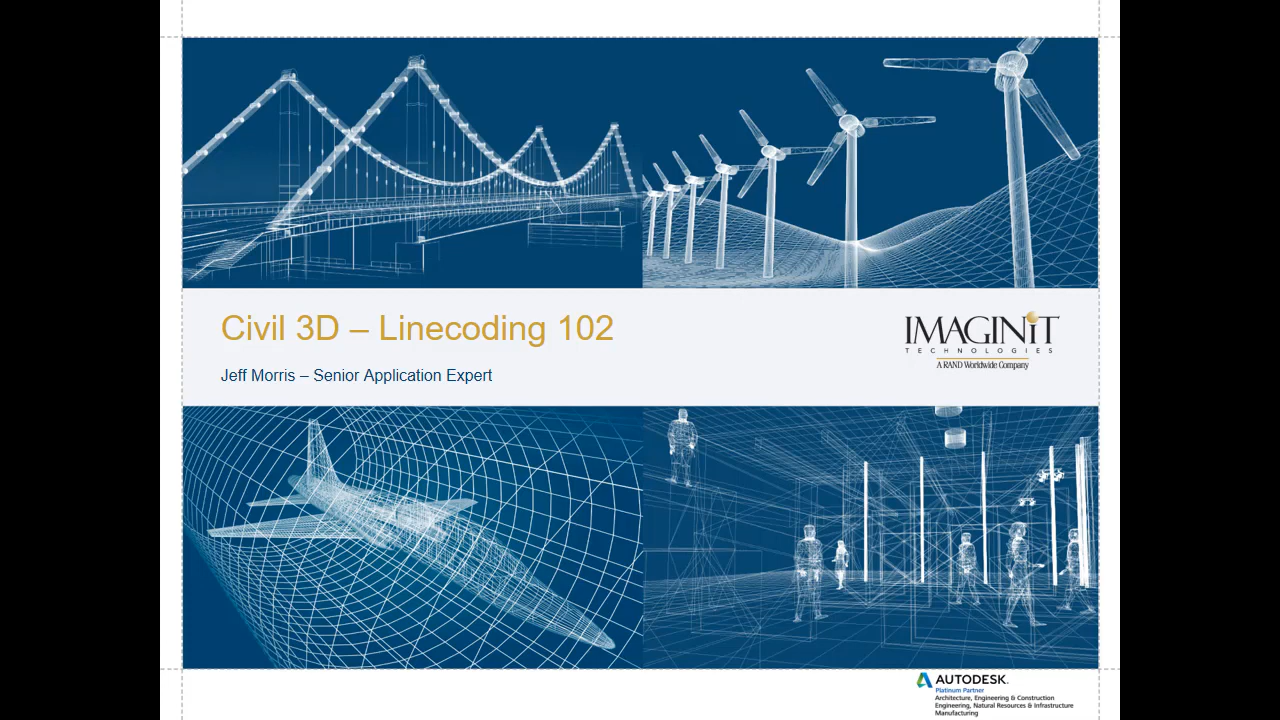 Civil 3D – Linecoding 102
Jeff Morris – Senior Application Expert
IMAGINiT
TECHNOLOGIES
A RAND Worldwide Company
AUTODESK.
Platinum Partner
Architecture, Engineering & Construction
Engineering, Natural Resources & Infrastructure
Manufacturing